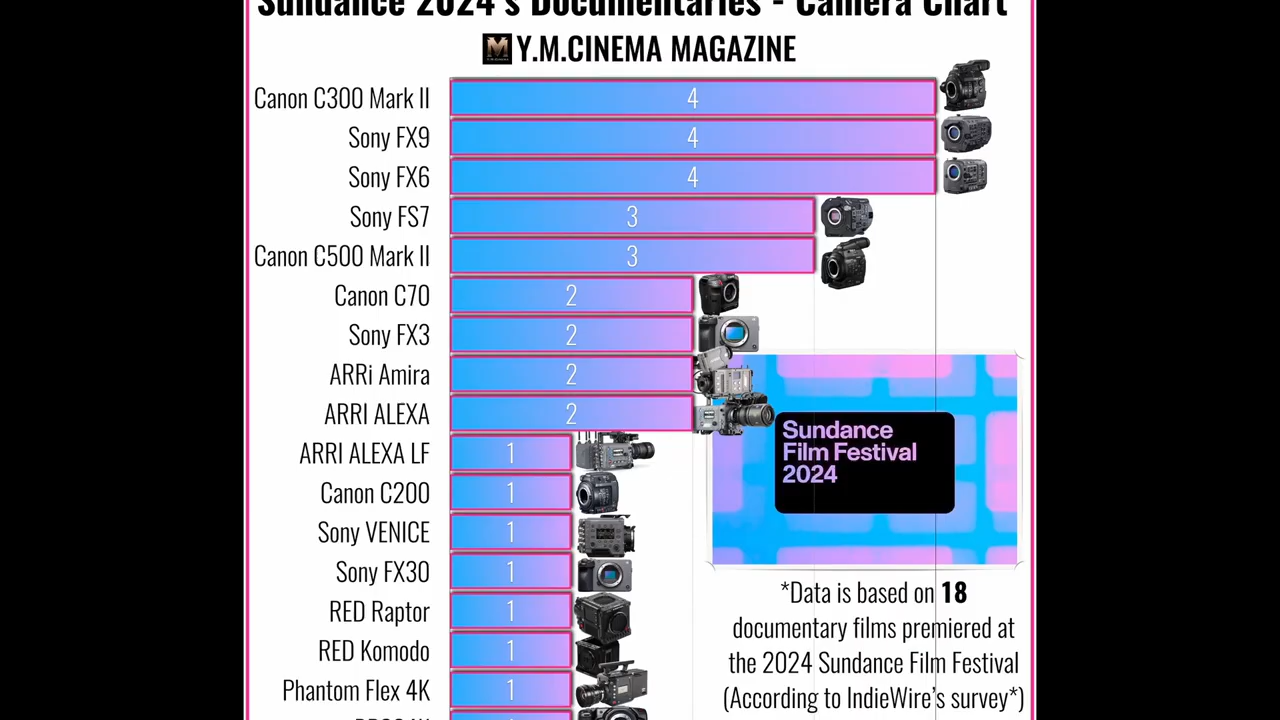 Sundance 2024's Documentaries - Camera Chart
Y.M.CINEMA MAGAZINE
Canon C300 Mark II 4
Sony FX9 4
Sony FX6 4
Sony FS7 3
Canon C500 Mark II 3
Canon C70 2
Sony FX3 2
ARRi Amira 2
ARRI ALEXA 2
ARRI ALEXA LF 1
Canon C200 1
Sony VENICE 1
Sony FX30 1
RED Raptor 1
RED Komodo 1
Phantom Flex 4K 1
Sundance
Film Festival
2024
*Data is based on 18
documentary films premiered at
the 2024 Sundance Film Festival
(According to IndieWire's survey*)